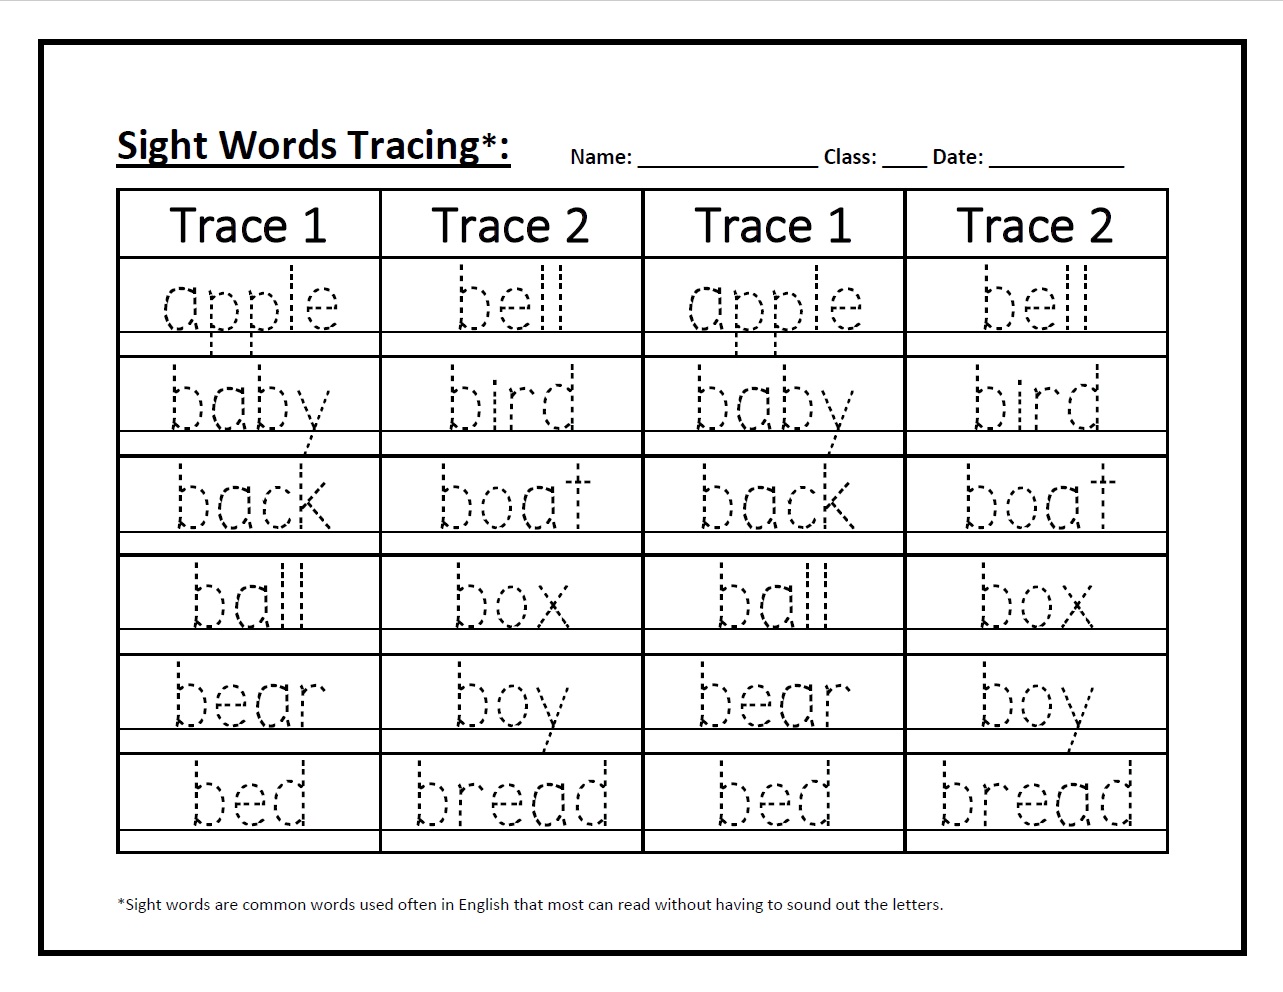 Sight Words Tracing*: Name: ________________ Class: ____ Date: ____________
Trace 1 Trace 2 Trace 1 Trace 2
apple bell apple bell
baby bird baby bird
back boat back boat
ball box ball box
bear boy bear boy
bed bread bed bread
*Sight words are common words used often in English that most can read without having to sound out the letters.